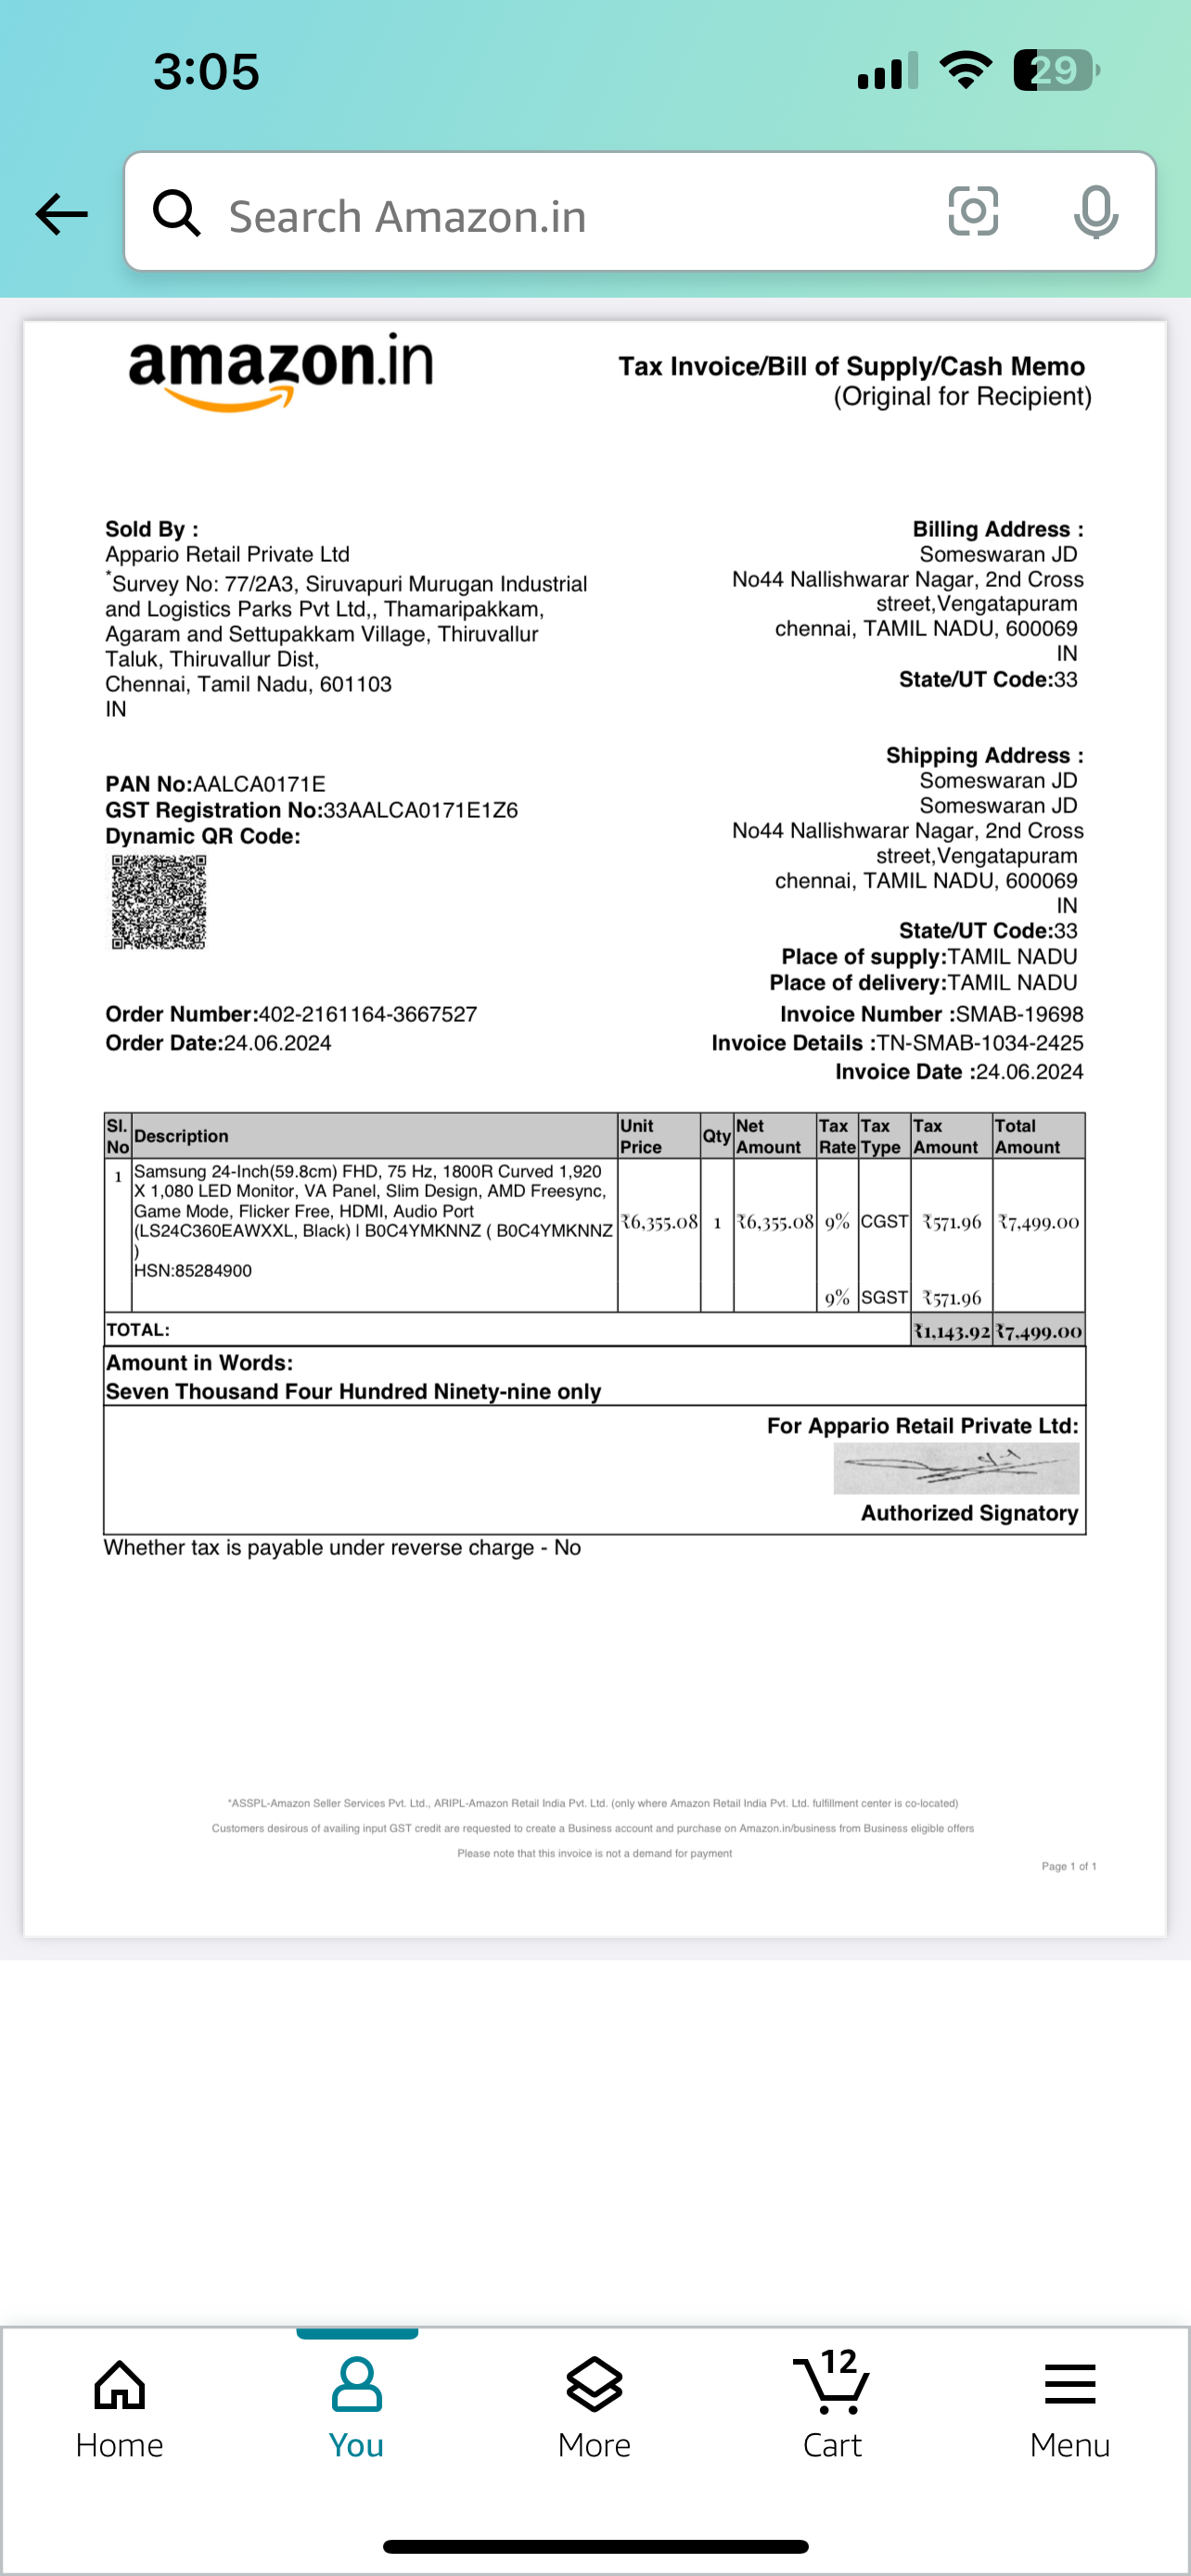 3:05
29
Search Amazon.in
amazon.in
Tax Invoice/Bill of Supply/Cash Memo
(Original for Recipient)
Sold By :
Appario Retail Private Ltd
*Survey No: 77/2A3, Siruvapuri Murugan Industrial
and Logistics Parks Pvt Ltd,, Thamaripakkam,
Agaram and Settupakkam Village, Thiruvallur
Taluk, Thiruvallur Dist,
Chennai, Tamil Nadu, 601103
IN
Billing Address :
Someswaran JD
No44 Nallishwarar Nagar, 2nd Cross
street,Vengatapuram
chennai, TAMIL NADU, 600069
IN
State/UT Code:33
PAN No:AALCA0171E
GST Registration No:33AALCA0171E1Z6
Dynamic QR Code:
Shipping Address :
Someswaran JD
Someswaran JD
No44 Nallishwarar Nagar, 2nd Cross
street,Vengatapuram
chennai, TAMIL NADU, 600069
IN
State/UT Code:33
Place of supply:TAMIL NADU
Place of delivery:TAMIL NADU
Order Number:402-2161164-3667527
Order Date:24.06.2024
Invoice Number :SMAB-19698
Invoice Details :TN-SMAB-1034-2425
Invoice Date :24.06.2024
Sl. No Description Unit Price Qty Net Amount Tax Rate Tax Type Tax Amount Total Amount
1 Samsung 24-Inch(59.8cm) FHD, 75 Hz, 1800R Curved 1,920
X 1,080 LED Monitor, VA Panel, Slim Design, AMD Freesync,
Game Mode, Flicker Free, HDMI, Audio Port
(LS24C360EAWXXL, Black) | B0C4YMKNNZ ( B0C4YMKNNZ
)
HSN:85284900
₹6,355.08 1 ₹6,355.08 9% CGST ₹571.96 ₹7,499.00
9% SGST ₹571.96
TOTAL: ₹1,143.92 ₹7,499.00
Amount in Words:
Seven Thousand Four Hundred Ninety-nine only
For Appario Retail Private Ltd:
Authorized Signatory
Whether tax is payable under reverse charge - No
*ASSPL-Amazon Seller Services Pvt. Ltd., ARIPL-Amazon Retail India Pvt. Ltd. (only where Amazon Retail India Pvt. Ltd. fulfillment center is co-located)
Customers desirous of availing input GST credit are requested to create a Business account and purchase on Amazon.in/business from Business eligible offers
Please note that this invoice is not a demand for payment
Page 1 of 1
12
Home
You
More
Cart
Menu